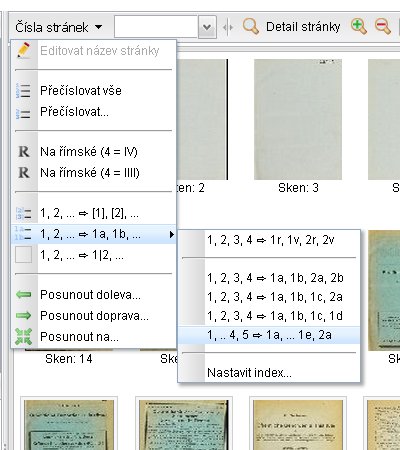 Čísla stránek
Detail stránky
Editovat název stránky
Přečíslovat vše
Přečíslovat...
R Na římské (4 = IV)
R Na římské (4 = IIII)
1, 2, ... ⇨ [1], [2], ...
1, 2, ... ⇨ 1a, 1b, ...
1, 2, ... ⇨ 1|2, ...
Posunout doleva...
Posunout doprava...
Posunout na...
1, 2, 3, 4 ⇨ 1r, 1v, 2r, 2v
1, 2, 3, 4 ⇨ 1a, 1b, 2a, 2b
1, 2, 3, 4 ⇨ 1a, 1b, 1c, 2a
1, 2, 3, 4 ⇨ 1a, 1b, 1c, 1d
1, .. 4, 5 ⇨ 1a, ... 1e, 2a
Nastavit index...
en: 2
Sken: 3
Sken: 14